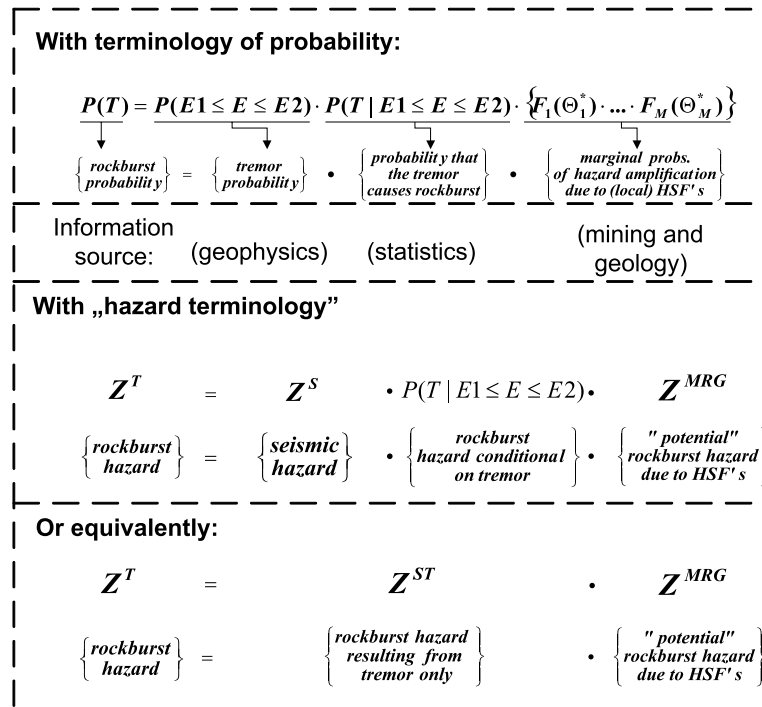 With terminology of probability:
P(T) = P(E1 ≤ E ≤ E2) · P(T | E1 ≤ E ≤ E2) · {F₁(Θ₁*) · ... · F_M(Θ_M*)}
{rockburst probability} = {tremor probability} • {probability that the tremor causes rockburst} • {marginal probs. of hazard amplification due to (local) HSF's}
Information source: (geophysics) (statistics) (mining and geology)
With „hazard terminology”
Z^T = Z^S · P(T | E1 ≤ E ≤ E2) · Z^MRG
{rockburst hazard} = {seismic hazard} • {rockburst hazard conditional on tremor} • {" potential" rockburst hazard due to HSF's}
Or equivalently:
Z^T = Z^ST · Z^MRG
{rockburst hazard} = {rockburst hazard resulting from tremor only} • {" potential" rockburst hazard due to HSF's}